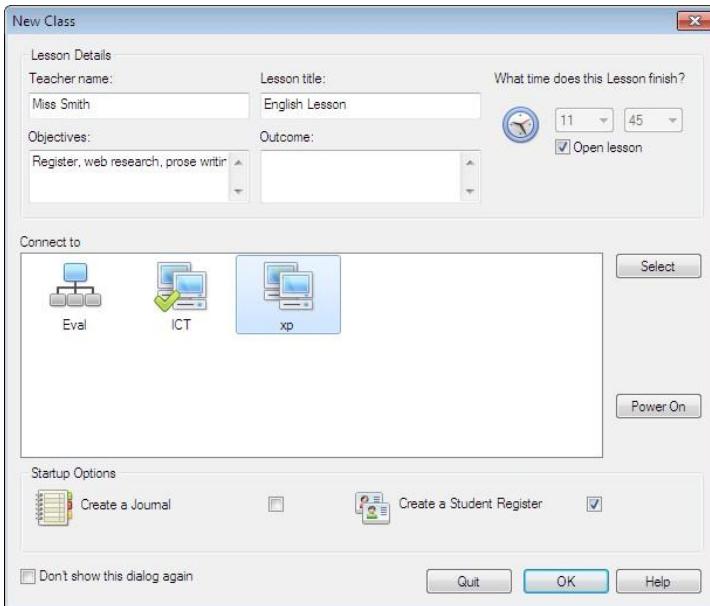 New Class
Lesson Details
Teacher name:
Lesson title:
What time does this Lesson finish?
Miss Smith
English Lesson
11
45
Objectives:
Outcome:
Open lesson
Register, web research, prose writin
Connect to
Select
Eval
ICT
xp
Power On
Startup Options
Create a Journal
Create a Student Register
Don't show this dialog again
Quit
OK
Help